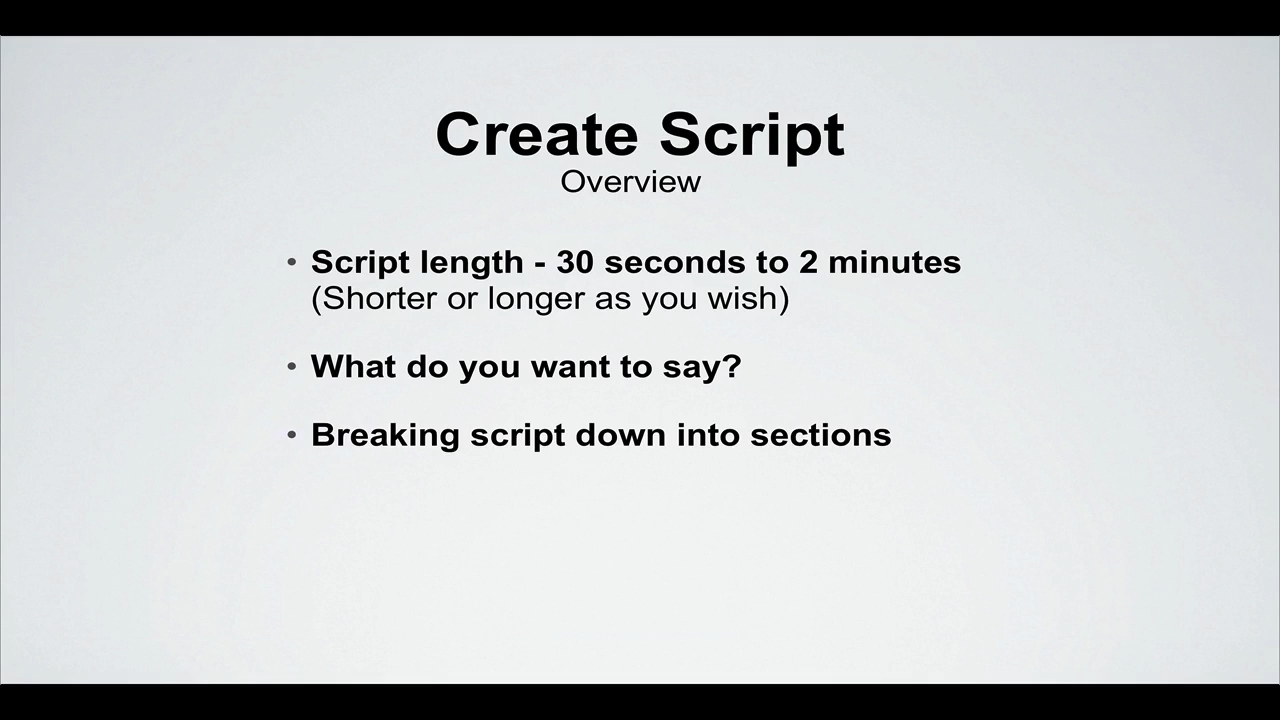 Create Script
Overview
• Script length - 30 seconds to 2 minutes
(Shorter or longer as you wish)
• What do you want to say?
• Breaking script down into sections